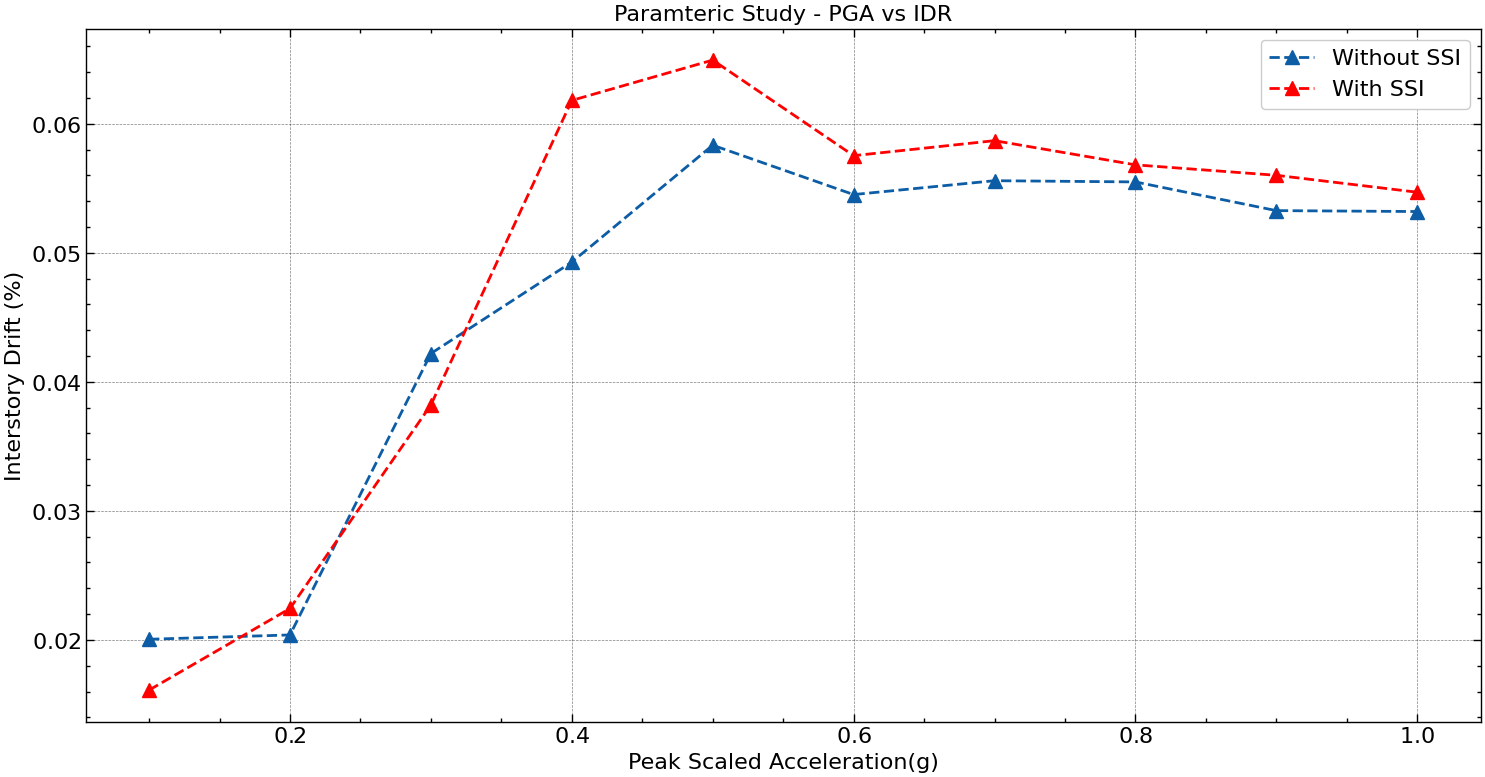 Paramteric Study - PGA vs IDR
Without SSI
With SSI
0.06
0.05
0.04
0.03
0.02
Interstory Drift (%)
0.2
0.4
0.6
0.8
1.0
Peak Scaled Acceleration(g)